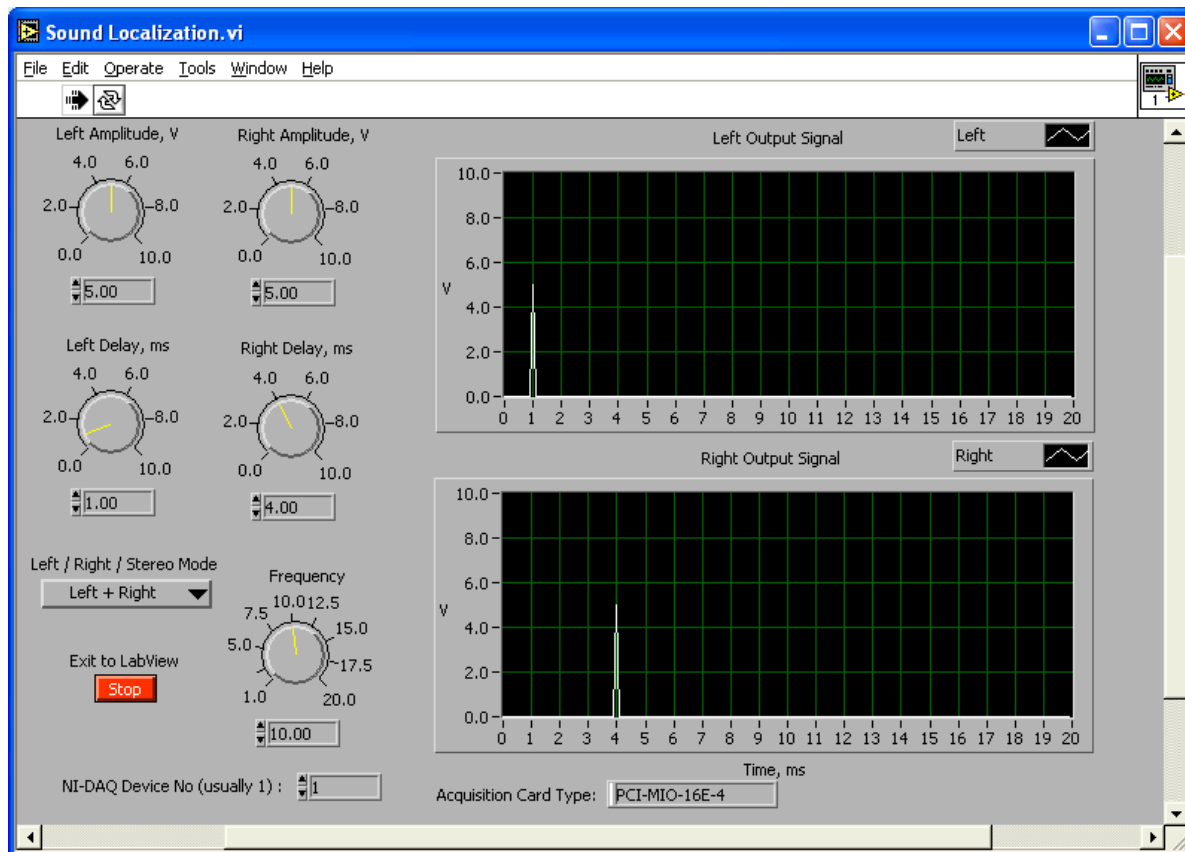 Sound Localization.vi
File Edit Operate Tools Window Help
1
Left Amplitude, V
4.0 6.0
2.0 8.0
0.0 10.0
5.00
Right Amplitude, V
4.0 6.0
2.0 8.0
0.0 10.0
5.00
Left Delay, ms
4.0 6.0
2.0 8.0
0.0 10.0
1.00
Right Delay, ms
4.0 6.0
2.0 8.0
0.0 10.0
4.00
Left / Right / Stereo Mode
Left + Right
Frequency
10.0 12.5
7.5 15.0
5.0 17.5
1.0 20.0
10.00
Exit to LabView
Stop
NI-DAQ Device No (usually 1) : 1
Left Output Signal
Left
10.0
8.0
6.0
V
4.0
2.0
0.0
0 1 2 3 4 5 6 7 8 9 10 11 12 13 14 15 16 17 18 19 20
Right Output Signal
Right
10.0
8.0
6.0
V
4.0
2.0
0.0
0 1 2 3 4 5 6 7 8 9 10 11 12 13 14 15 16 17 18 19 20
Time, ms
Acquisition Card Type: PCI-MIO-16E-4